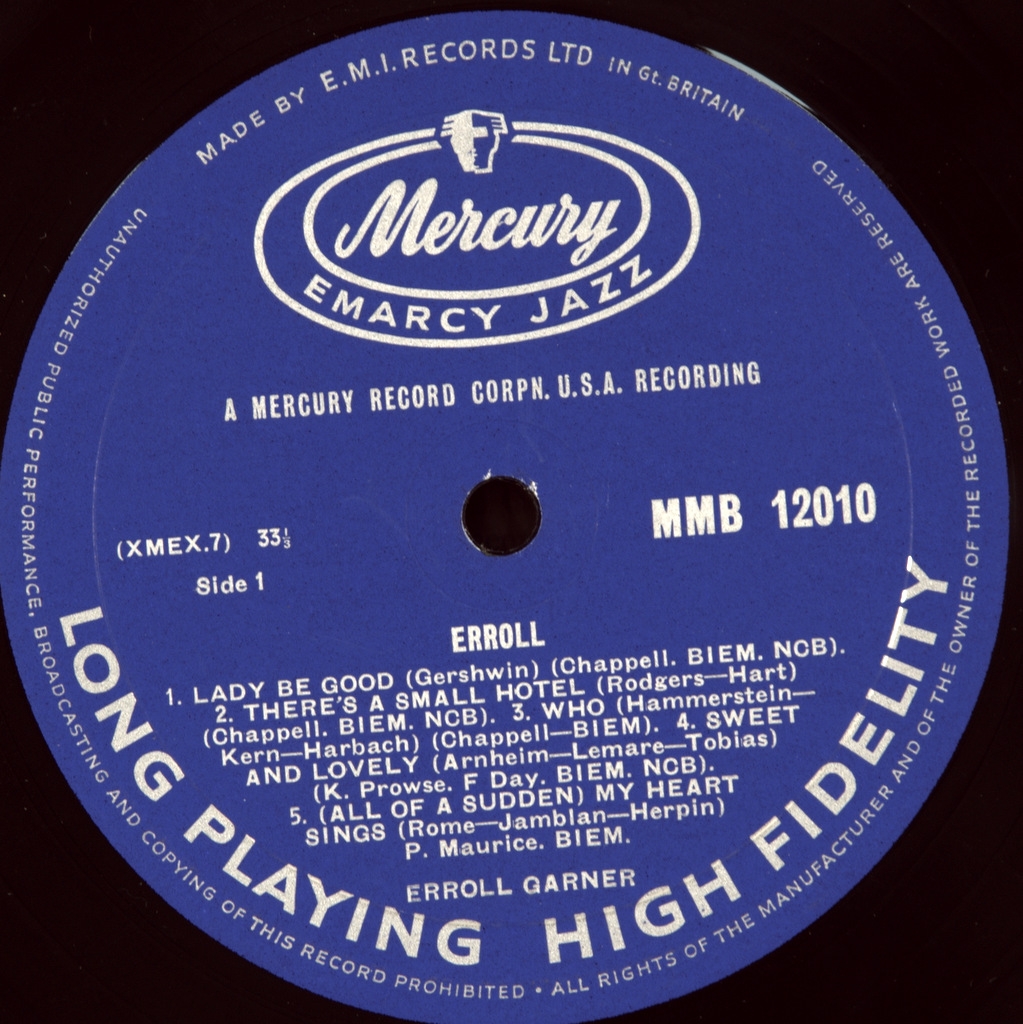 MADE BY E.M.I. RECORDS LTD IN Gt. BRITAIN
Mercury
EMARCY JAZZ
A MERCURY RECORD CORPN. U.S.A. RECORDING
MMB 12010
(XMEX.7) 33⅓
Side 1
ERROLL
1. LADY BE GOOD (Gershwin) (Chappell. BIEM. NCB).
2. THERE'S A SMALL HOTEL (Rodgers—Hart)
(Chappell. BIEM. NCB). 3. WHO (Hammerstein—
Kern—Harbach) (Chappell—BIEM). 4. SWEET
AND LOVELY (Arnheim—Lemare—Tobias)
(K. Prowse. F Day. BIEM. NCB).
5. (ALL OF A SUDDEN) MY HEART
SINGS (Rome—Jamblan—Herpin)
P. Maurice. BIEM.
ERROLL GARNER
LONG PLAYING HIGH FIDELITY
UNAUTHORIZED PUBLIC PERFORMANCE, BROADCASTING AND COPYING OF THIS RECORD PROHIBITED • ALL RIGHTS OF THE MANUFACTURER AND OF THE OWNER OF THE RECORDED WORK ARE RESERVED